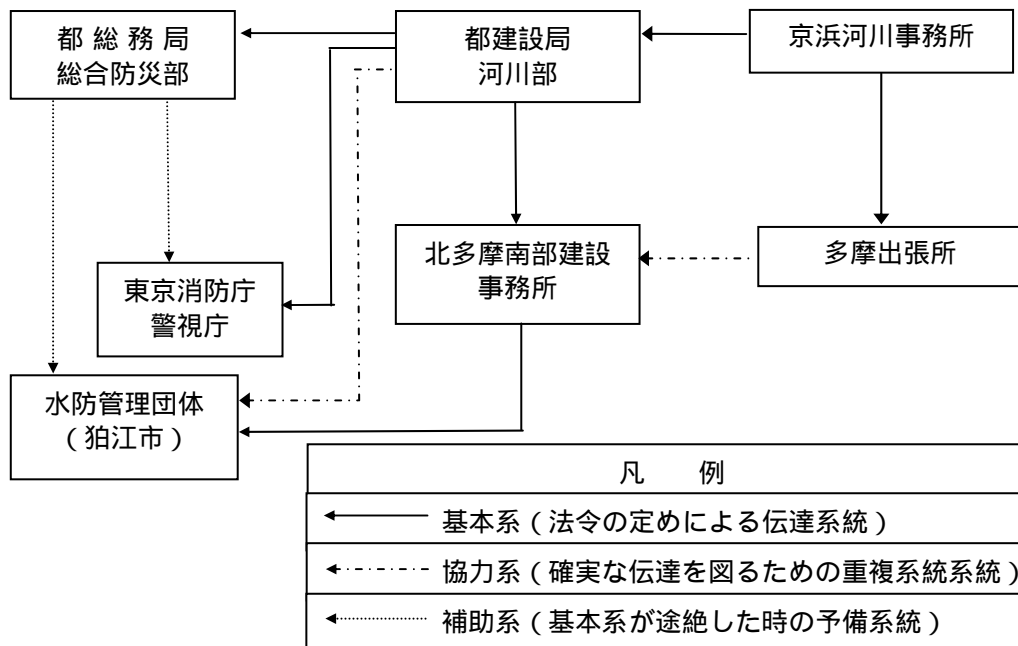 都 総 務 局
総合防災部
都建設局
河川部
京浜河川事務所
北多摩南部建設
事務所
多摩出張所
東京消防庁
警視庁
水防管理団体
（狛江市）
凡　例
基本系（法令の定めによる伝達系統）
協力系（確実な伝達を図るための重複系統系統）
補助系（基本系が途絶した時の予備系統）